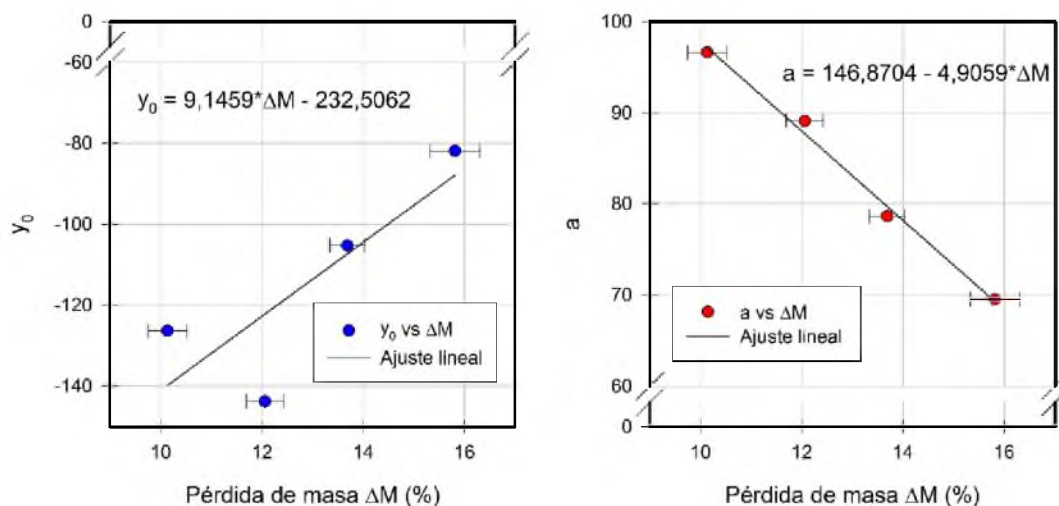 0
-60
-80
-100
-120
-140
y₀
y₀ = 9,1459*ΔM - 232,5062
y₀ vs ΔM
Ajuste lineal
10 12 14 16
Pérdida de masa ΔM (%)
100
90
80
70
60
0
a
a = 146,8704 - 4,9059*ΔM
a vs ΔM
Ajuste lineal
10 12 14 16
Pérdida de masa ΔM (%)